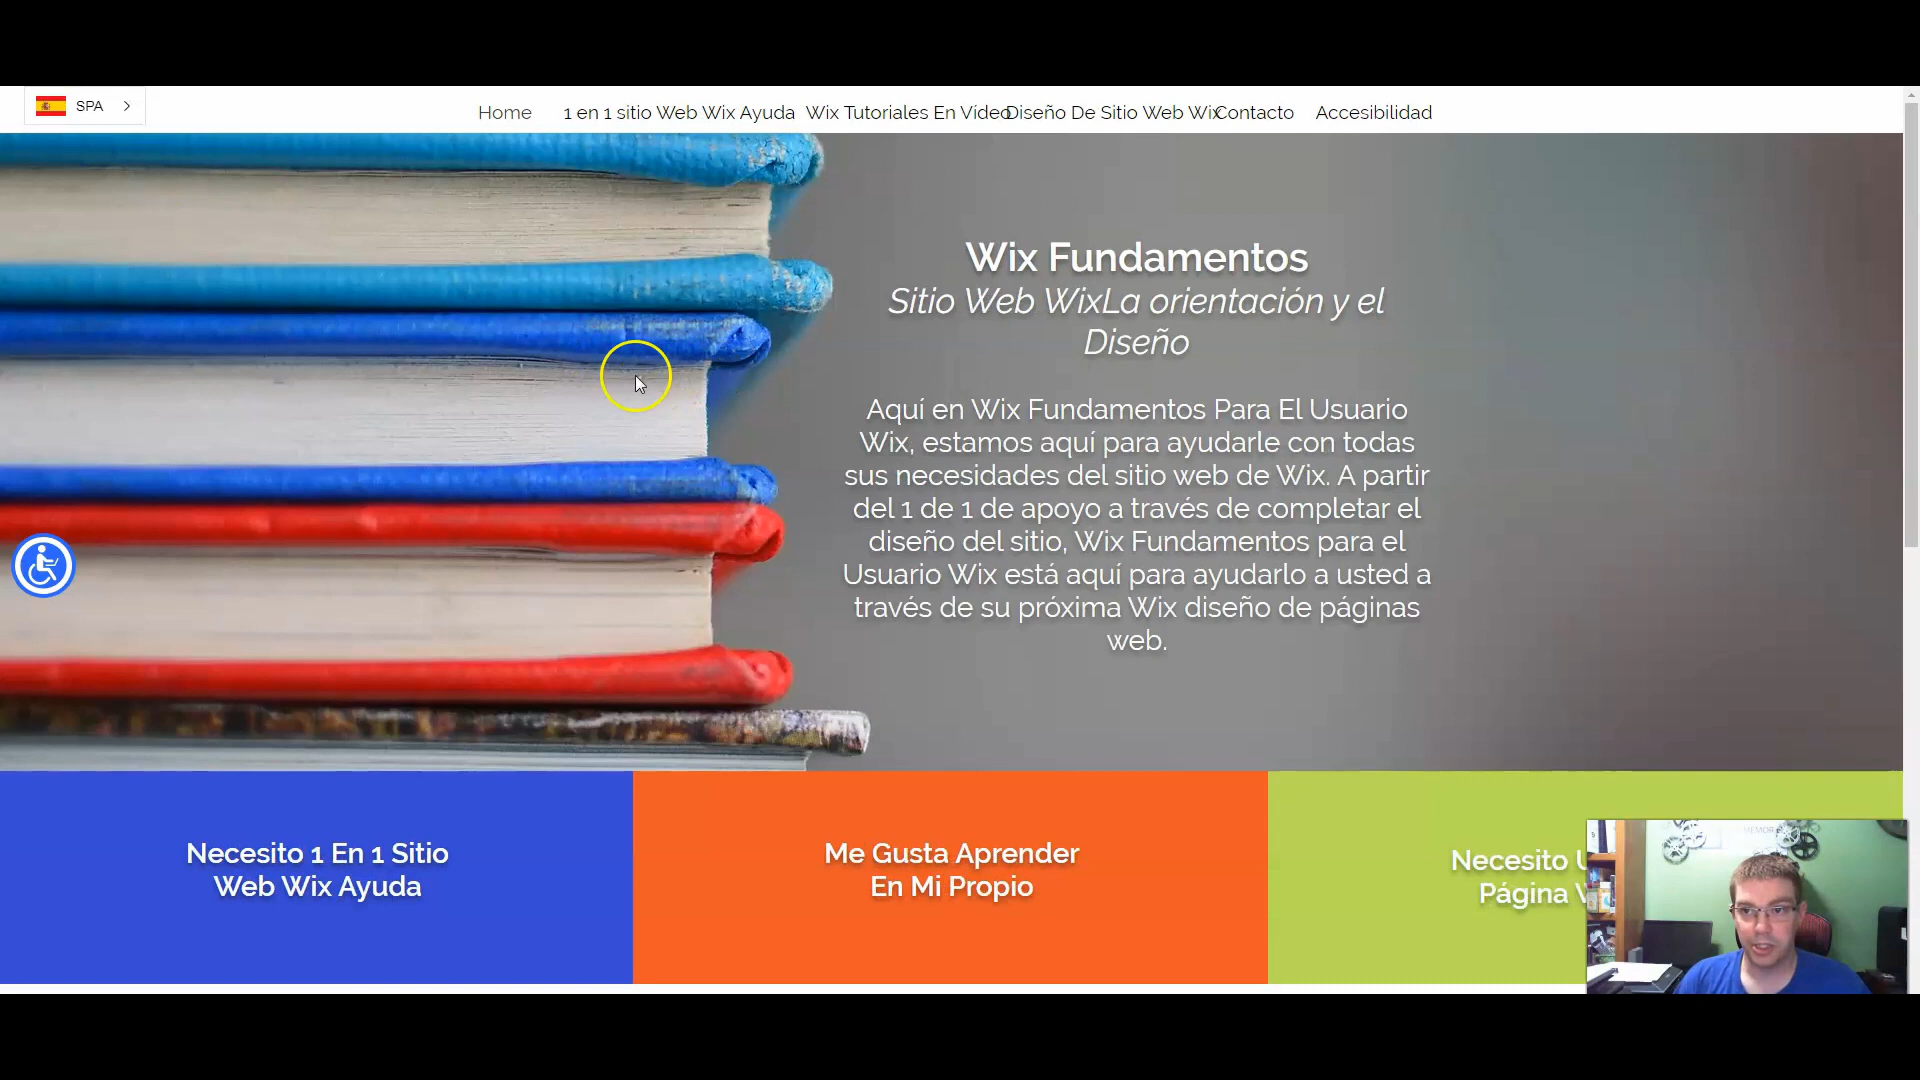 SPA
Home
1 en 1 sitio Web Wix Ayuda
Wix Tutoriales En Vídeo
Diseño De Sitio Web Wix
Contacto
Accesibilidad
Wix Fundamentos
Sitio Web WixLa orientación y el
Diseño
Aquí en Wix Fundamentos Para El Usuario
Wix, estamos aquí para ayudarle con todas
sus necesidades del sitio web de Wix. A partir
del 1 de 1 de apoyo a través de completar el
diseño del sitio, Wix Fundamentos para el
Usuario Wix está aquí para ayudarlo a usted a
través de su próxima Wix diseño de páginas
web.
Necesito 1 En 1 Sitio
Web Wix Ayuda
Me Gusta Aprender
En Mi Propio
Necesito
Página